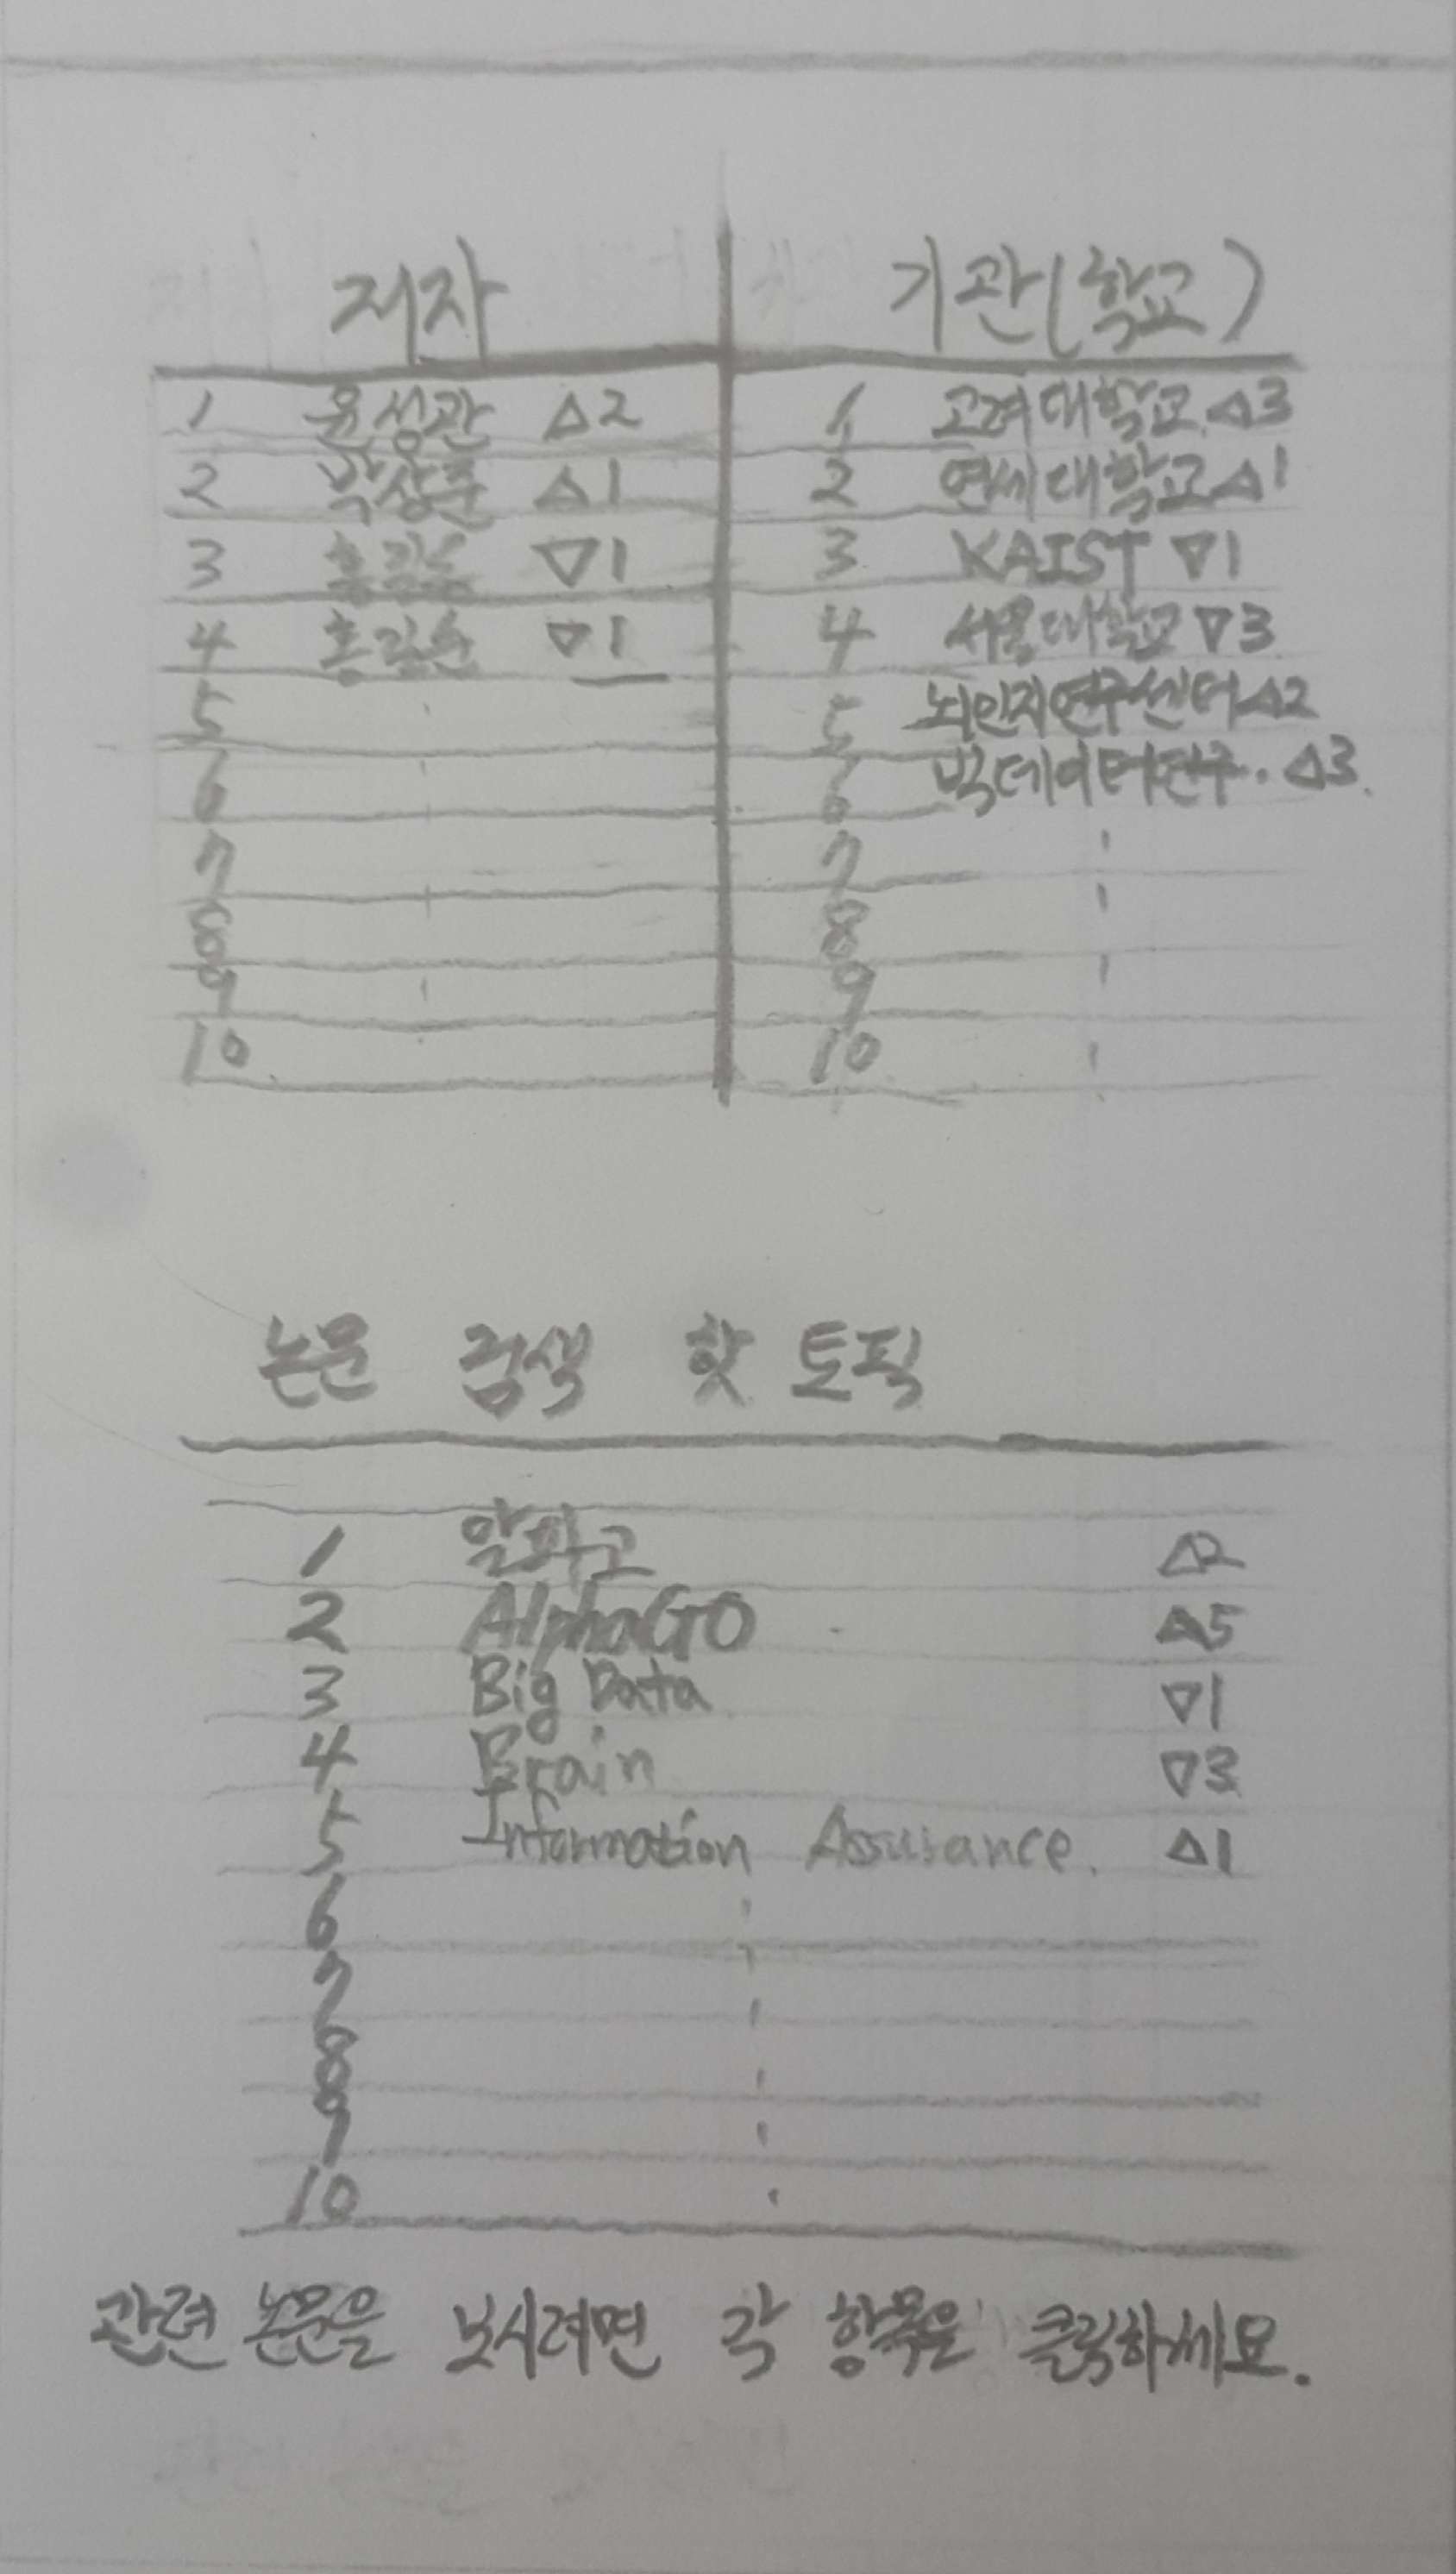 저자
1 윤성관 △2
2 박상훈 △1
3 홍길동 ▽1
4 홍길순 ▽1
5
6
7
8
9
10
기관(학교)
1 고려대학교 △3
2 연세대학교 △1
3 KAIST ▽1
4 서울대학교 ▽3
5 뇌인지연구센터 △2
6 빅데이터연구. △3
7
8
9
10
논문 검색 핫 토픽
1 알파고 △2
2 AlphaGO △5
3 Big Data ▽1
4 Brain ▽3
5 Information Assurance. △1
6
7
8
9
10
관련 논문을 보시려면 각 항목을 클릭하세요.